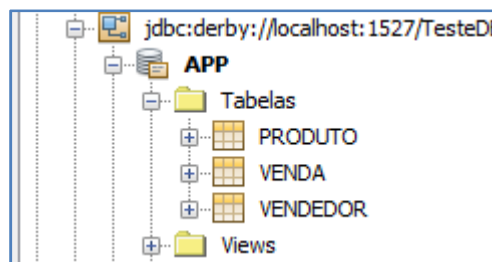 jdbc:derby://localhost:1527/TesteD
APP
Tabelas
PRODUTO
VENDA
VENDEDOR
Views